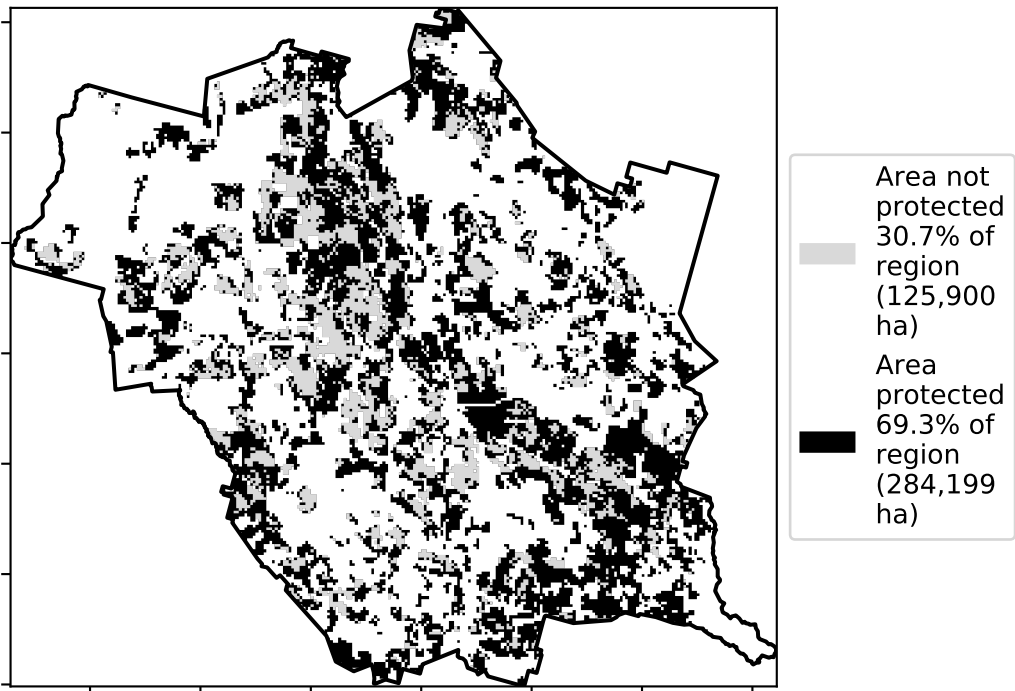 Area not
protected
30.7% of
region
(125,900
ha)
Area
protected
69.3% of
region
(284,199
ha)